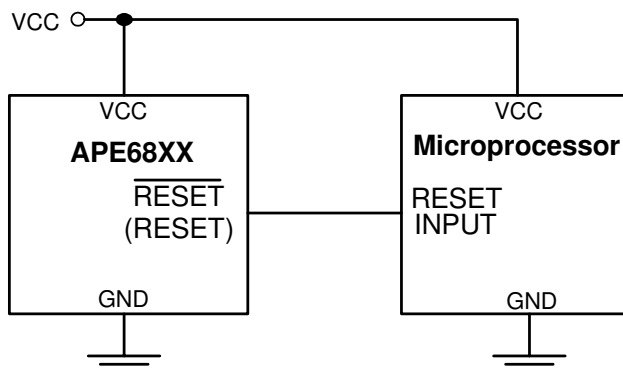 VCC
VCC
APE68XX
RESET
(RESET)
GND
VCC
Microprocessor
RESET
INPUT
GND